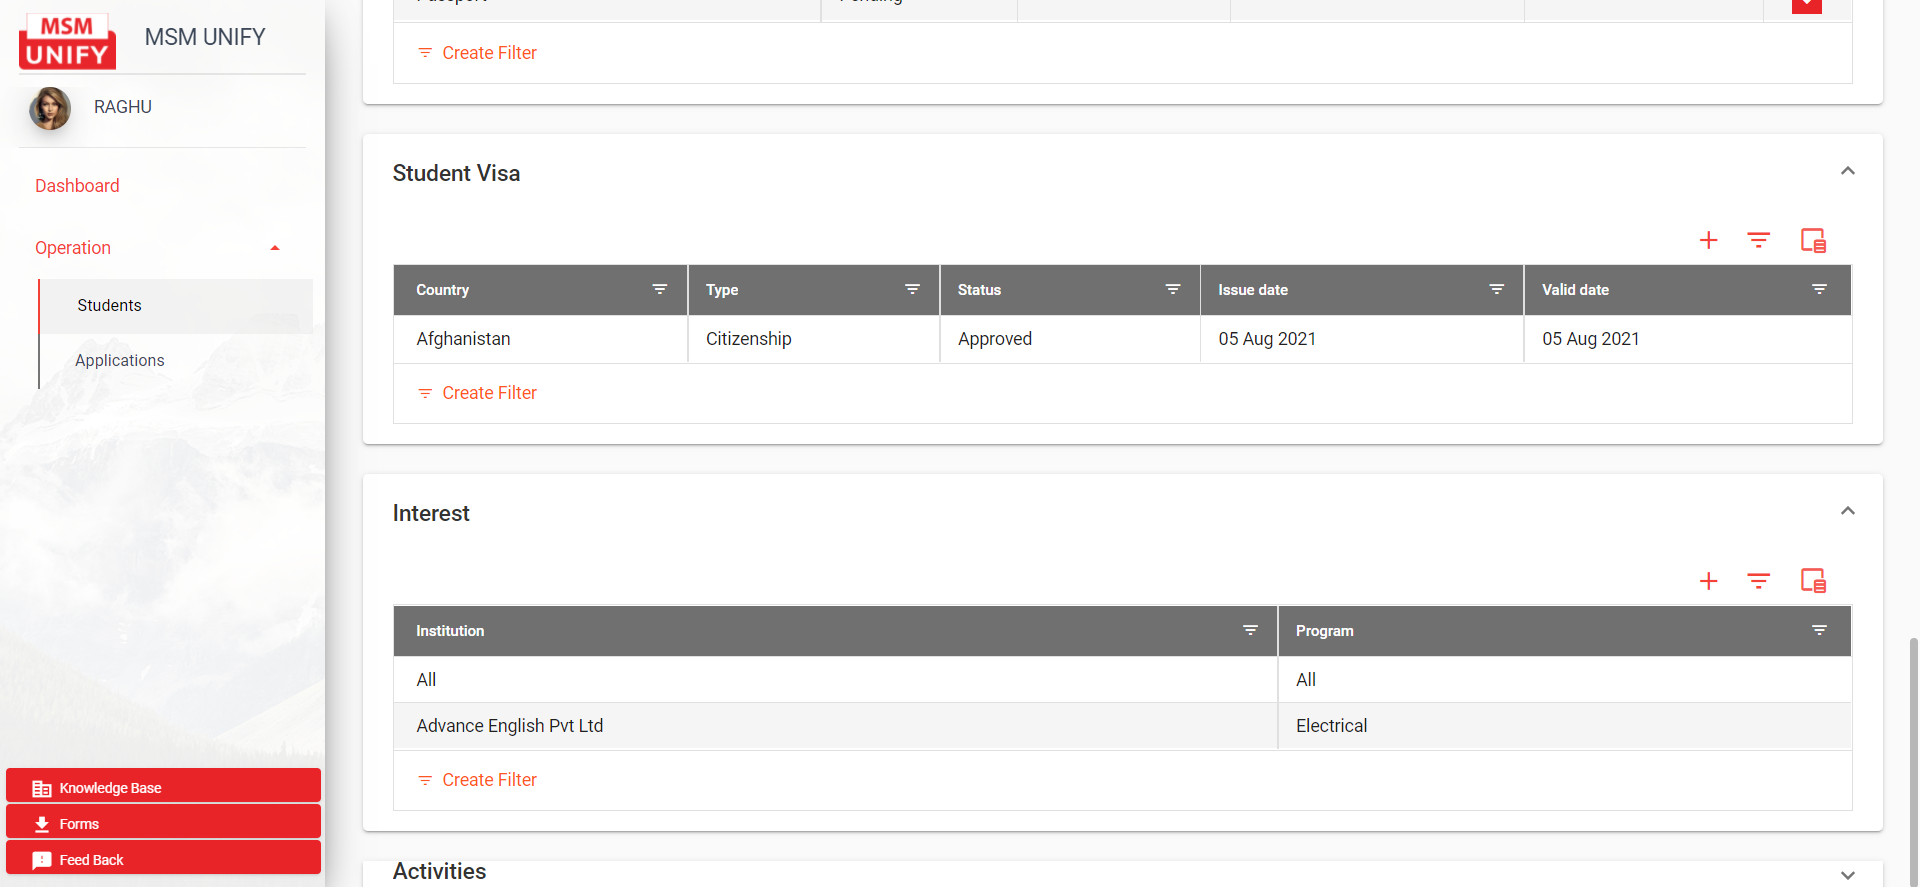 MSM
UNIFY
MSM UNIFY
RAGHU
Dashboard
Operation
Students
Applications
Knowledge Base
Forms
Feed Back
Create Filter
Student Visa
Country Type Status Issue date Valid date
Afghanistan Citizenship Approved 05 Aug 2021 05 Aug 2021
Create Filter
Interest
Institution Program
All All
Advance English Pvt Ltd Electrical
Create Filter
Activities